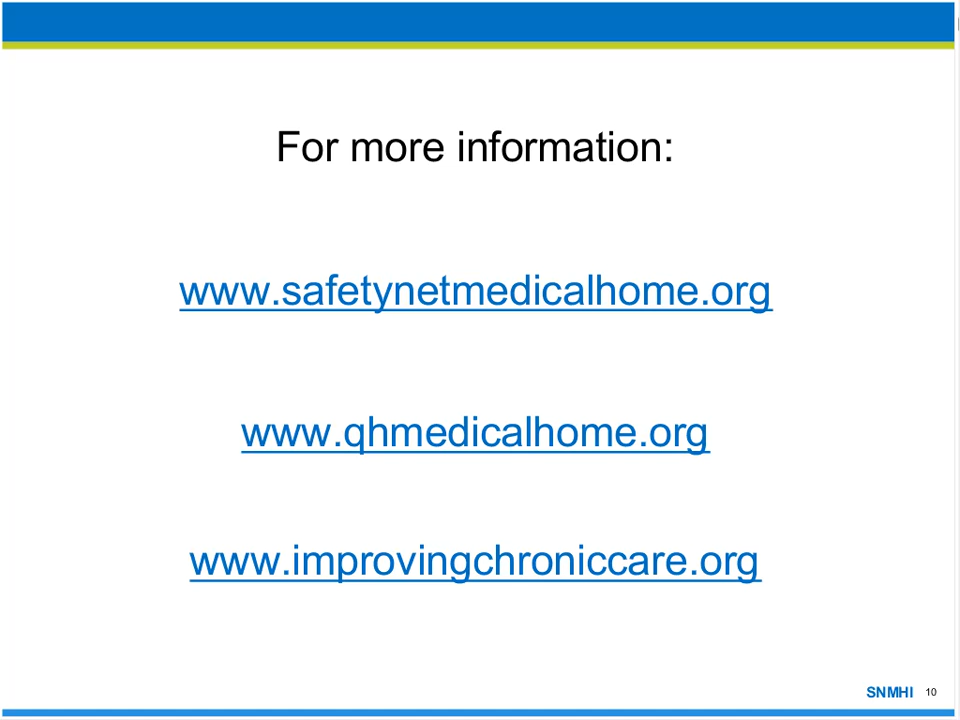 For more information:
www.safetynetmedicalhome.org
www.qhmedicalhome.org
www.improvingchroniccare.org
SNMHI 10